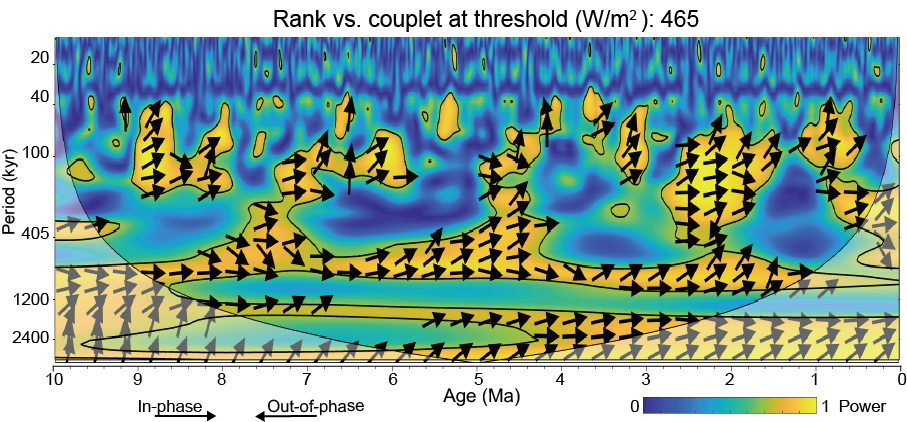 Rank vs. couplet at threshold (W/m²): 465
Period (kyr)
20
40
100
405
1200
2400
10 9 8 7 6 5 4 3 2 1 0
Age (Ma)
In-phase Out-of-phase
0 1 Power